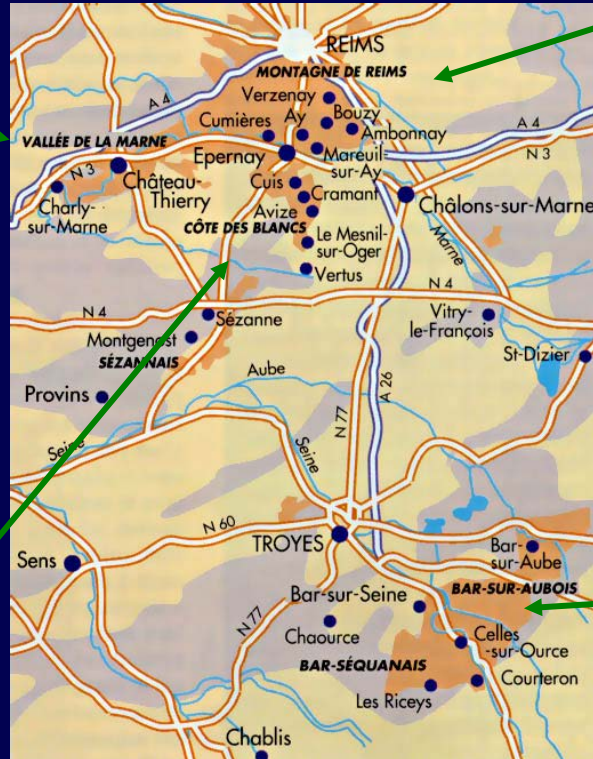 REIMS
MONTAGNE DE REIMS
Verzenay
Ay
Bouzy
Cumières
Ambonnay
A 4
A 4
N 3
VALLÉE DE LA MARNE
Epernay
Mareuil-
sur-Ay
N 3
Château-
Thierry
Cuis
Cramant
Châlons-sur-Marne
Charly-
sur-Marne
Avize
CÔTE DES BLANCS
Le Mesnil-
sur-Oger
Marne
Vertus
N 4
N 4
Sézanne
Vitry-
le-François
Montgenost
SÉZANNAIS
St-Dizier
Aube
Provins
A 26
N 77
Seine
Seine
N 60
TROYES
Sens
Bar-
sur-Aube
Bar-sur-Seine
BAR-SUR-AUBOIS
N 77
Chaource
Celles
-sur-Ource
BAR-SÉQUANAIS
Courteron
Les Riceys
Chablis